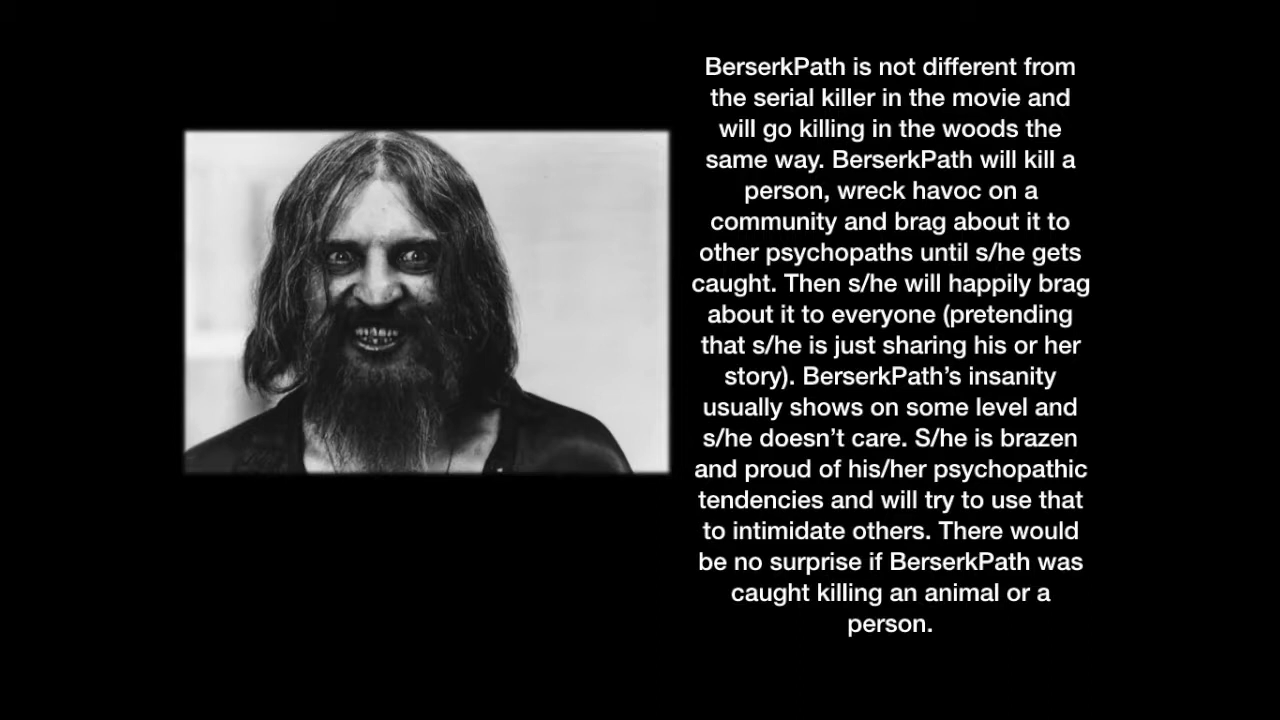 BerserkPath is not different from
the serial killer in the movie and
will go killing in the woods the
same way. BerserkPath will kill a
person, wreck havoc on a
community and brag about it to
other psychopaths until s/he gets
caught. Then s/he will happily brag
about it to everyone (pretending
that s/he is just sharing his or her
story). BerserkPath’s insanity
usually shows on some level and
s/he doesn’t care. S/he is brazen
and proud of his/her psychopathic
tendencies and will try to use that
to intimidate others. There would
be no surprise if BerserkPath was
caught killing an animal or a
person.